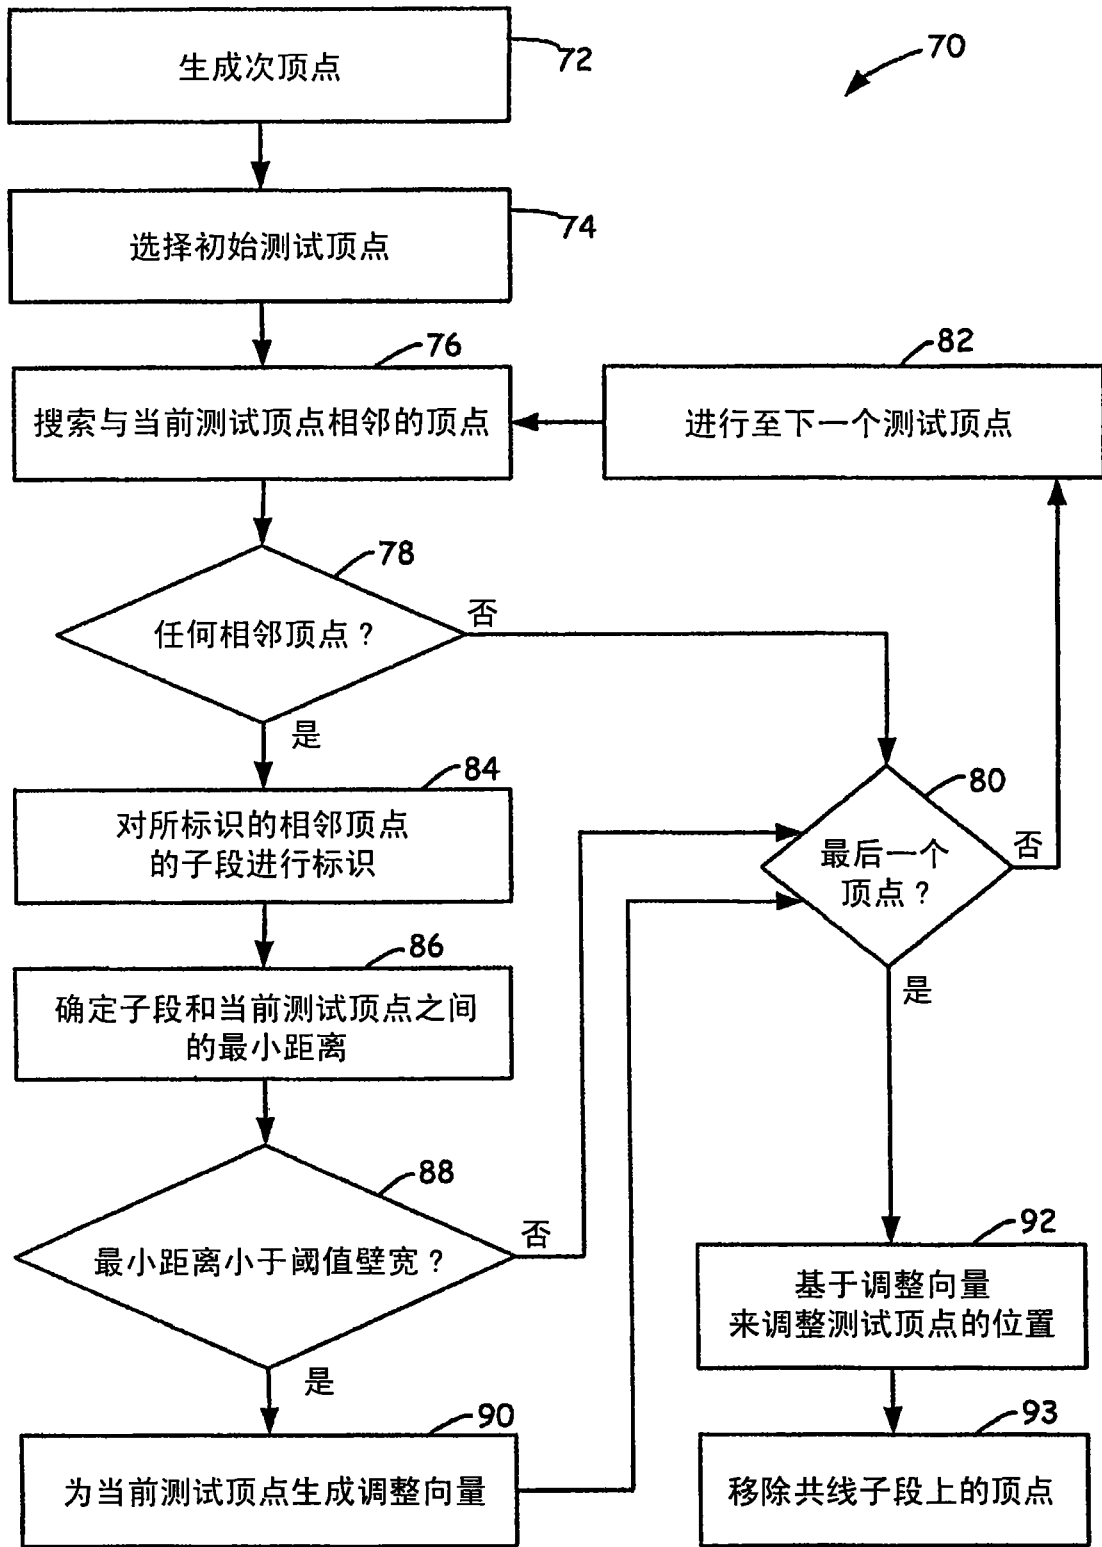 生成次顶点
72
70
选择初始测试顶点
74
76
搜索与当前测试顶点相邻的顶点
82
进行至下一个测试顶点
78
任何相邻顶点？
否
是
84
对所标识的相邻顶点
的子段进行标识
80
最后一个
顶点？
否
是
86
确定子段和当前测试顶点之间
的最小距离
88
最小距离小于阈值壁宽？
否
是
92
基于调整向量
来调整测试顶点的位置
90
为当前测试顶点生成调整向量
93
移除共线子段上的顶点